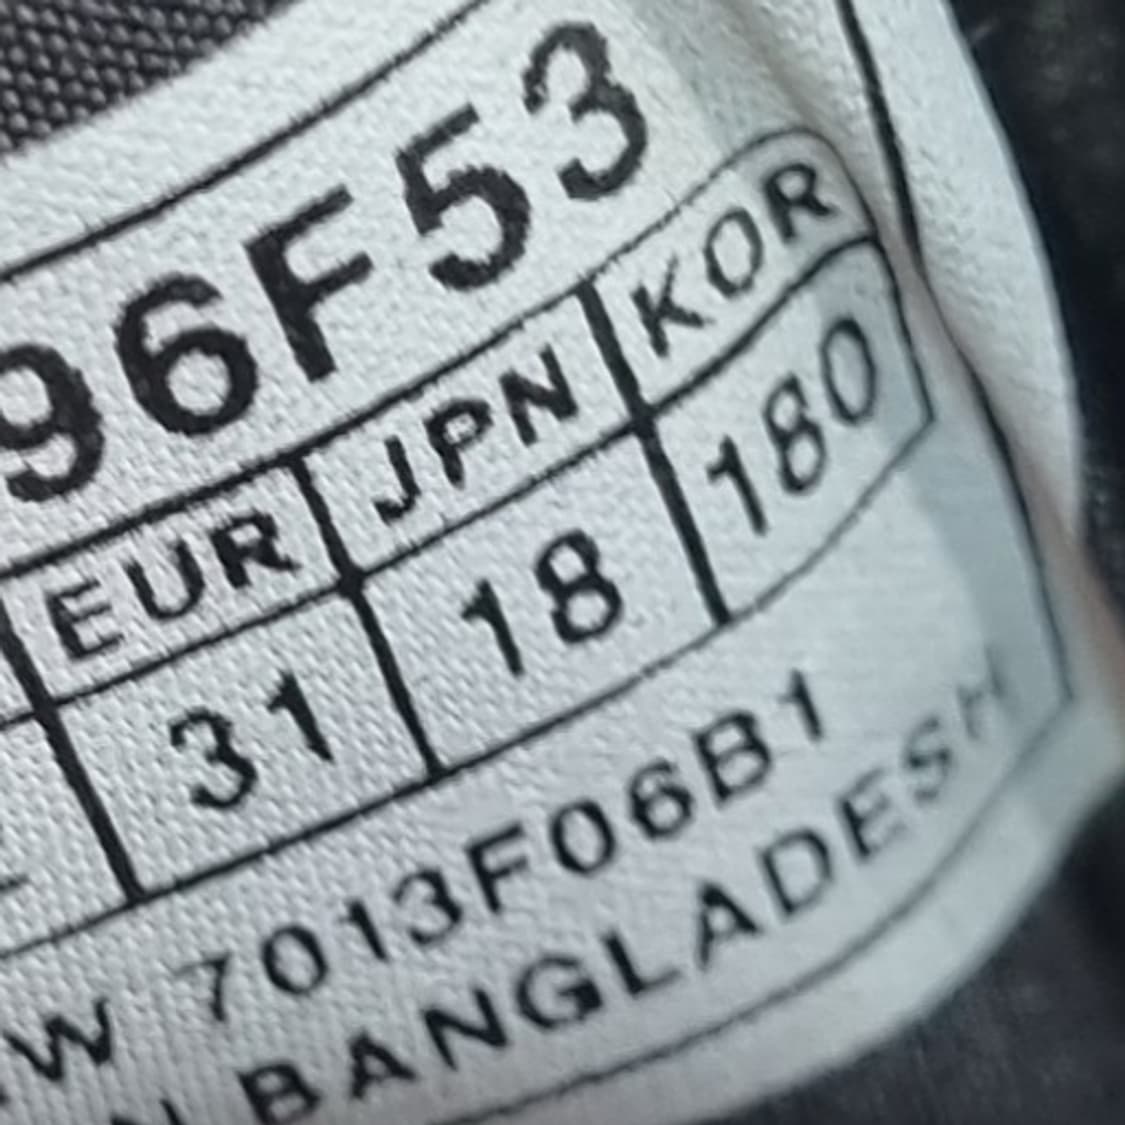 96F53
EUR JPN KOR
31 18 180
W 7013F06B1
N BANGLADESH